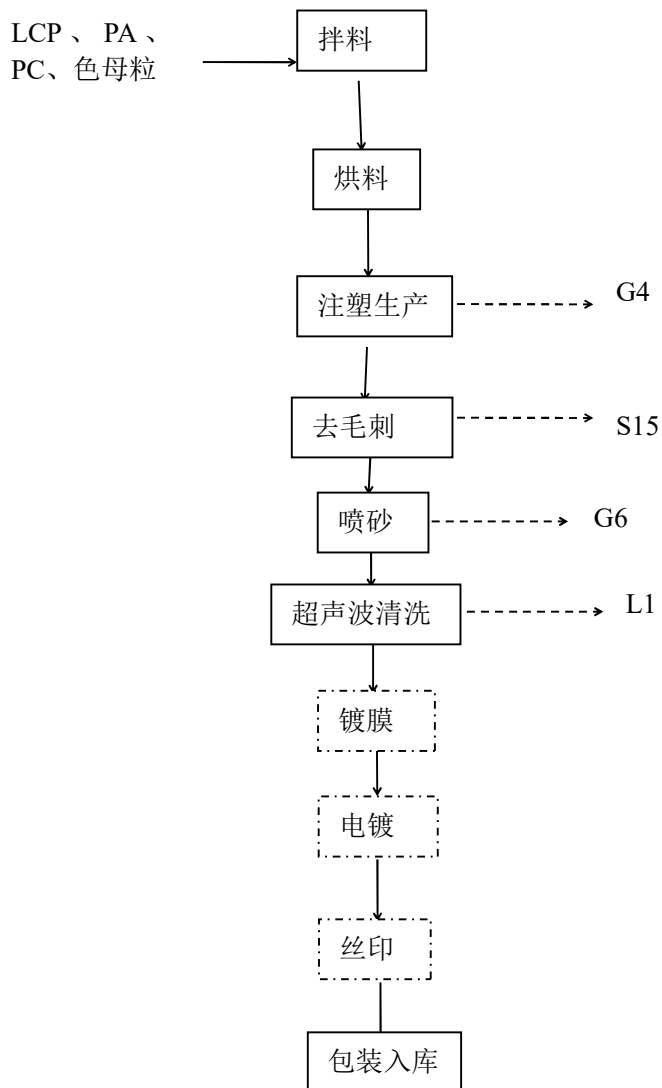 LCP 、 PA 、
PC、色母粒
拌料
烘料
注塑生产
G4
去毛刺
S15
喷砂
G6
超声波清洗
L1
镀膜
电镀
丝印
包装入库